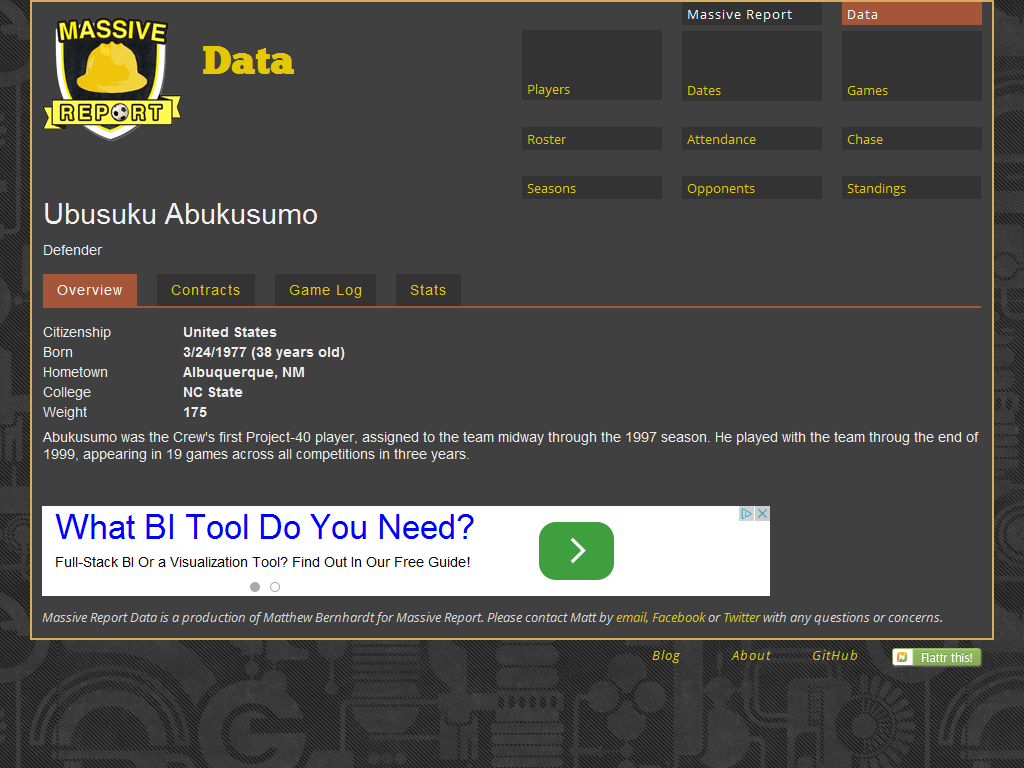 MASSIVE
REPORT
Data
Massive Report
Data
Players
Dates
Games
Roster
Attendance
Chase
Seasons
Opponents
Standings
Ubusuku Abukusumo
Defender
Overview
Contracts
Game Log
Stats
Citizenship United States
Born 3/24/1977 (38 years old)
Hometown Albuquerque, NM
College NC State
Weight 175
Abukusumo was the Crew's first Project-40 player, assigned to the team midway through the 1997 season. He played with the team throug the end of
1999, appearing in 19 games across all competitions in three years.
What BI Tool Do You Need?
Full-Stack BI Or a Visualization Tool? Find Out In Our Free Guide!
Massive Report Data is a production of Matthew Bernhardt for Massive Report. Please contact Matt by email, Facebook or Twitter with any questions or concerns.
Blog
About
GitHub
Flattr this!